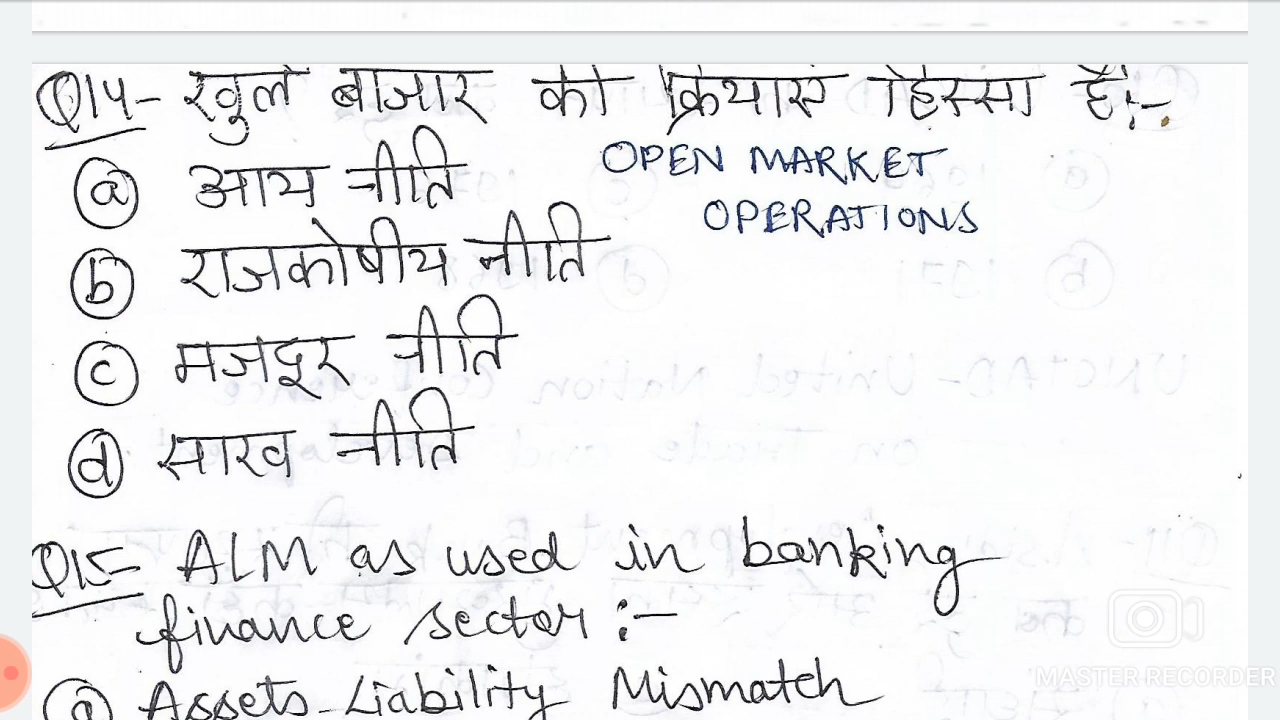 Q14- खुले बाजार की क्रियाएं हिस्सा हैं:-
OPEN MARKET
OPERATIONS
(a) आय नीति
(b) राजकोषीय नीति
(c) मजदूर नीति
(d) साख नीति
Q15= ALM as used in banking
finance sector :-
(a) Assets-Liability Mismatch
MASTER RECORDER